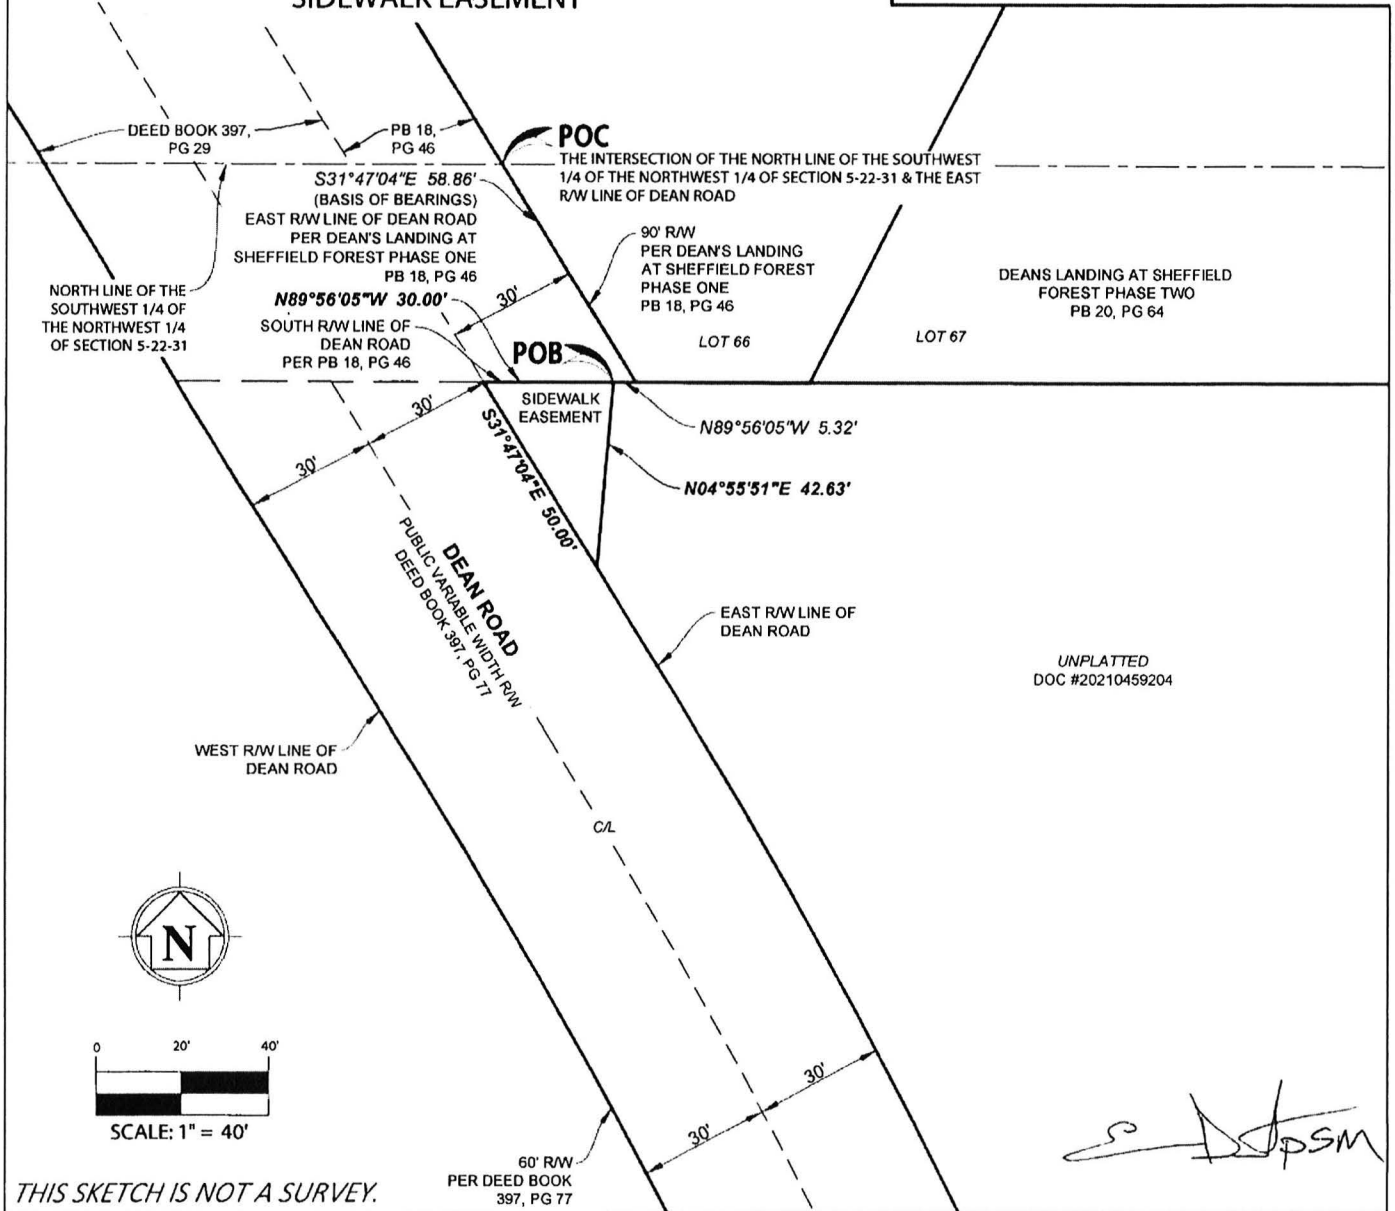 SIDEWALK EASEMENT
DEED BOOK 397,
PG 29
PB 18,
PG 46
POC
THE INTERSECTION OF THE NORTH LINE OF THE SOUTHWEST
1/4 OF THE NORTHWEST 1/4 OF SECTION 5-22-31 & THE EAST
R/W LINE OF DEAN ROAD
S31°47'04"E 58.86'
(BASIS OF BEARINGS)
EAST R/W LINE OF DEAN ROAD
PER DEAN'S LANDING AT
SHEFFIELD FOREST PHASE ONE
PB 18, PG 46
90' R/W
PER DEAN'S LANDING
AT SHEFFIELD FOREST
PHASE ONE
PB 18, PG 46
DEANS LANDING AT SHEFFIELD
FOREST PHASE TWO
PB 20, PG 64
NORTH LINE OF THE
SOUTHWEST 1/4 OF
THE NORTHWEST 1/4
OF SECTION 5-22-31
N89°56'05"W 30.00'
30'
SOUTH R/W LINE OF
DEAN ROAD
PER PB 18, PG 46
POB
LOT 66
LOT 67
SIDEWALK
EASEMENT
30'
30'
N89°56'05"W 5.32'
S31°47'04"E 50.00'
N04°55'51"E 42.63'
DEAN ROAD
PUBLIC VARIABLE WIDTH R/W
DEED BOOK 397, PG 77
EAST R/W LINE OF
DEAN ROAD
UNPLATTED
DOC #20210459204
WEST R/W LINE OF
DEAN ROAD
C/L
N
0 20' 40'
SCALE: 1" = 40'
30'
30'
60' R/W
PER DEED BOOK
397, PG 77
PSM
THIS SKETCH IS NOT A SURVEY.